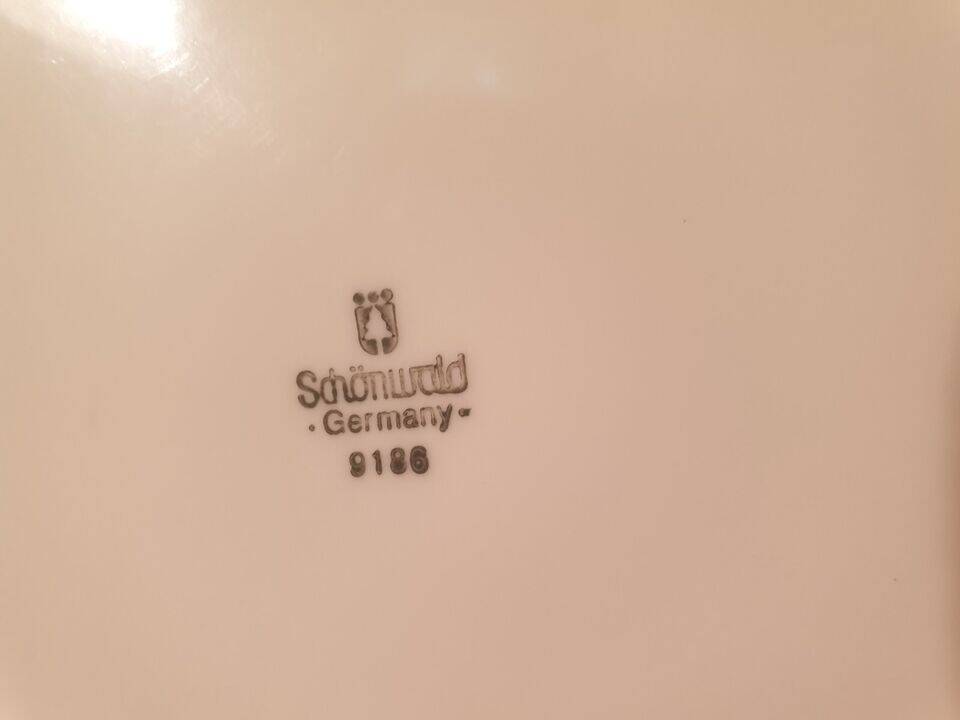 Schönwald
· Germany ·
9186